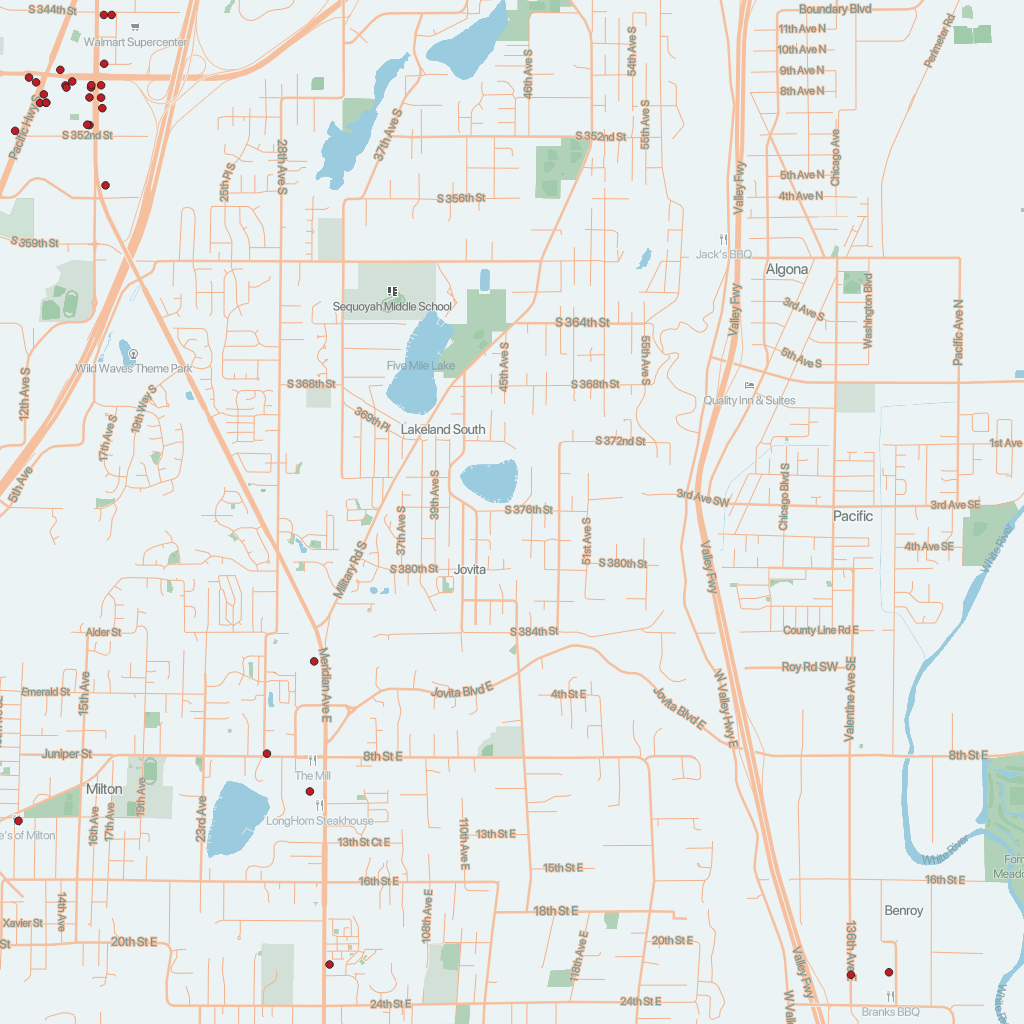 S 344th St
Walmart Supercenter
Boundary Blvd
11th Ave N
10th Ave N
9th Ave N
8th Ave N
Perimeter Rd
54th Ave S
46th Ave S
55th Ave S
Pacific Hwy S
S 352nd St
37th Ave S
S 352nd St
28th Ave S
25th Pl S
Chicago Ave
5th Ave N
4th Ave N
Valley Fwy
S 356th St
S 359th St
Jack's BBQ
Algona
Sequoyah Middle School
Washington Blvd
3rd Ave S
Valley Fwy
Pacific Ave N
S 364th St
5th Ave S
Five Mile Lake
Wild Waves Theme Park
45th Ave S
55th Ave S
12th Ave S
S 368th St
S 368th St
Quality Inn & Suites
19th Way S
17th Ave S
369th Pl
Lakeland South
S 372nd St
1st Ave
5th Ave
39th Ave S
Chicago Blvd S
3rd Ave SW
3rd Ave SE
S 376th St
Pacific
37th Ave S
51st Ave S
4th Ave SE
White River
Military Rd S
S 380th St
Jovita
S 380th St
Valley Fwy
Alder St
S 384th St
County Line Rd E
Roy Rd SW
Meridian Ave E
Emerald St
15th Ave
Jovita Blvd E
4th St E
Jovita Blvd E
W Valley Hwy E
Valentine Ave SE
Juniper St
8th St E
8th St E
The Mill
Milton
19th Ave
16th Ave
17th Ave
23rd Ave
LongHorn Steakhouse
e's of Milton
110th Ave E
13th St E
13th St Ct E
White River
15th St E
16th St E
16th St E
14th Ave
108th Ave E
18th St E
Benroy
Xavier St
St
20th St E
20th St E
118th Ave E
136th Ave E
Valley Fwy
24th St E
24th St E
Branks BBQ